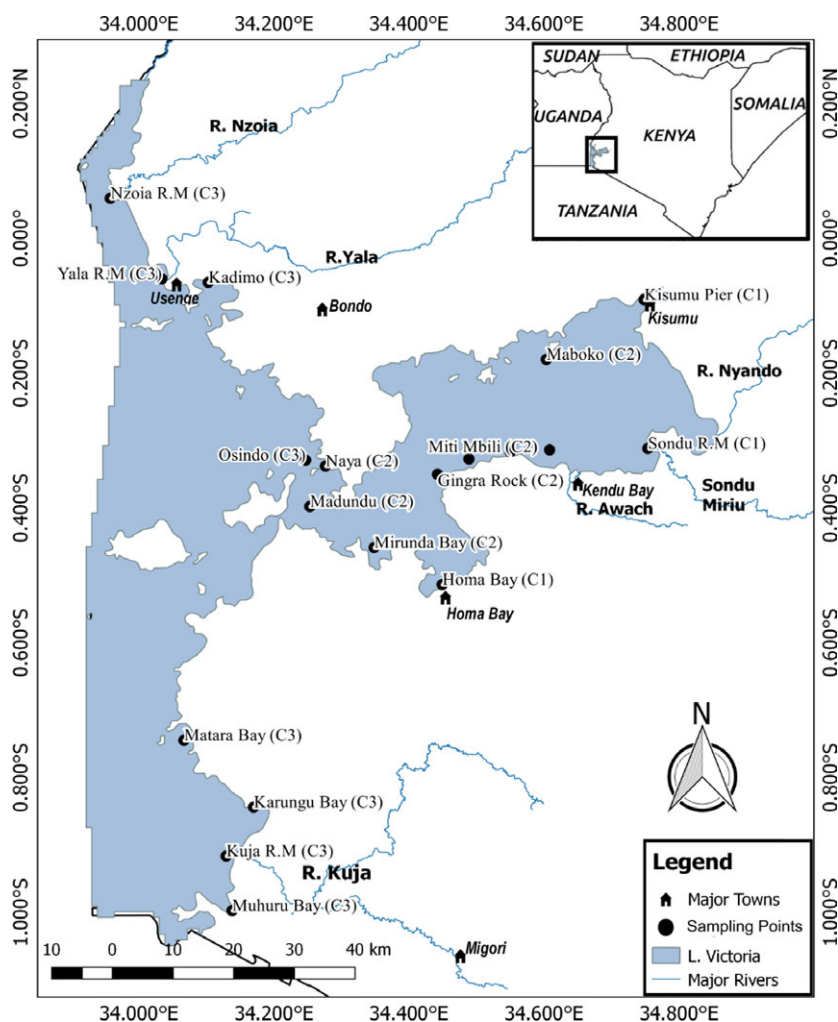 34.000°E 34.200°E 34.400°E 34.600°E 34.800°E
0.200°N
0.000°
0.200°S
0.400°S
0.600°S
0.800°S
1.000°S
SUDAN
ETHIOPIA
UGANDA
SOMALIA
KENYA
TANZANIA
R. Nzoia
Nzoia R.M (C3)
R.Yala
Yala R.M (C3)
Kadimo (C3)
Usenge
Bondo
Kisumu Pier (C1)
Kisumu
Maboko (C2)
R. Nyando
Osindo (C3)
Naya (C2)
Miti Mbili (C2)
Sondu R.M (C1)
Gingra Rock (C2)
Kendu Bay
Sondu
Miriu
R. Awach
Madundu (C2)
Mirunda Bay (C2)
Homa Bay (C1)
Homa Bay
Matara Bay (C3)
Karungu Bay (C3)
Kuja R.M (C3)
R. Kuja
Muhuru Bay (C3)
Migori
N
Legend
Major Towns
Sampling Points
L. Victoria
Major Rivers
10 0 10 20 30 40 km
34.000°E 34.200°E 34.400°E 34.600°E 34.800°E
0.200°N
0.000°
0.200°S
0.400°S
0.600°S
0.800°S
1.000°S